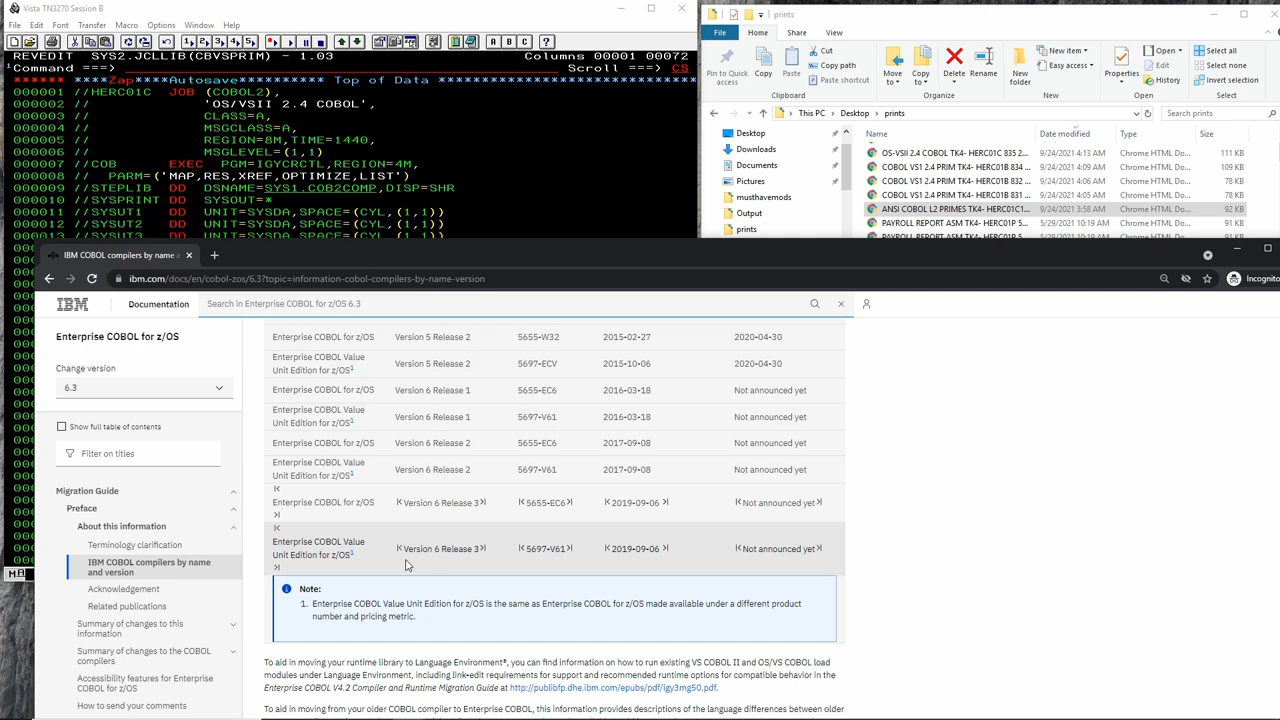 Vista TN3270 Session B
File Edit Font Transfer Macro Options Window Help
REVEDIT - SYS2.JCLLIB(CBVSPRIM) - 1.03 Columns 00001 00072
Command ===> Scroll ===> CS
****** ****Zap***Autosave************ Top of Data
000001 //HERC01C JOB (COBOL2),
000002 // 'OS/VSII 2.4 COBOL',
000003 // CLASS=A,
000004 // MSGCLASS=A,
000005 // REGION=8M,TIME=1440,
000006 // MSGLEVEL=(1,1)
000007 //COB EXEC PGM=IGYCRCTL,REGION=4M,
000008 // PARM=('MAP,RES,XREF,OPTIMIZE,LIST')
000009 //STEPLIB DD DSNAME=SYS1.COB2COMP,DISP=SHR
000010 //SYSPRINT DD SYSOUT=*
000011 //SYSUT1 DD UNIT=SYSDA,SPACE=(CYL,(1,1))
000012 //SYSUT2 DD UNIT=SYSDA,SPACE=(CYL,(1,1))
000013 //SYSUT3 DD UNIT=SYSDA,SPACE=(CYL,(1,1))
prints
File Home Share View
Pin to Quick access
Copy
Paste
Cut
Copy path
Paste shortcut
Clipboard
Move to
Copy to
Delete
Rename
Organize
New folder
New item
Easy access
New
Properties
Open
Edit
History
Open
Select all
Select none
Invert selection
Select
This PC > Desktop > prints
Search prints
Name Date modified Type Size
Desktop
Downloads
Documents
Pictures
musthavemods
Output
prints
OS-VSII 2.4 COBOL TK4- HERC01C 835 2... 9/24/2021 4:13 AM Chrome HTML Do... 111 KB
COBOL VS1 2.4 PRIM TK4- HERC01B 834 ... 9/24/2021 4:09 AM Chrome HTML Do... 109 KB
COBOL VS1 2.4 PRIM TK4- HERC01B 832 ... 9/24/2021 4:06 AM Chrome HTML Do... 78 KB
COBOL VS1 2.4 PRIM TK4- HERC01B 831 ... 9/24/2021 4:05 AM Chrome HTML Do... 78 KB
ANSI COBOL L2 PRIMES TK4- HERC01C1... 9/24/2021 3:58 AM Chrome HTML Do... 92 KB
PAYROLL REPORT ASM TK4- HERC01P 5... 5/29/2021 10:19 AM Chrome HTML Do... 84 KB
IBM COBOL compilers by name a
ibm.com/docs/en/cobol-zos/6.3?topic=information-cobol-compilers-by-name-version
Incognito
IBM
Documentation
Search in Enterprise COBOL for z/OS 6.3
Enterprise COBOL for z/OS
Change version
6.3
Show full table of contents
Filter on titles
Migration Guide
Preface
About this information
Terminology clarification
IBM COBOL compilers by name and version
Acknowledgement
Related publications
Summary of changes to this information
Summary of changes to the COBOL compilers
Accessibility features for Enterprise COBOL for z/OS
How to send your comments
Enterprise COBOL for z/OS Version 5 Release 2 5655-W32 2015-02-27 2020-04-30
Enterprise COBOL Value Unit Edition for z/OS1 Version 5 Release 2 5697-ECV 2015-10-06 2020-04-30
Enterprise COBOL for z/OS Version 6 Release 1 5655-EC6 2016-03-18 Not announced yet
Enterprise COBOL Value Unit Edition for z/OS1 Version 6 Release 1 5697-V61 2016-03-18 Not announced yet
Enterprise COBOL for z/OS Version 6 Release 2 5655-EC6 2017-09-08 Not announced yet
Enterprise COBOL Value Unit Edition for z/OS1 Version 6 Release 2 5697-V61 2017-09-08 Not announced yet
Enterprise COBOL for z/OS Version 6 Release 3 5655-EC6 2019-09-06 Not announced yet
Enterprise COBOL Value Unit Edition for z/OS1 Version 6 Release 3 5697-V61 2019-09-06 Not announced yet
Note:
1. Enterprise COBOL Value Unit Edition for z/OS is the same as Enterprise COBOL for z/OS made available under a different product
number and pricing metric.
To aid in moving your runtime library to Language Environment®, you can find information on how to run existing VS COBOL II and OS/VS COBOL load
modules under Language Environment, including link-edit requirements for support and recommended runtime options for compatible behavior in the
Enterprise COBOL V4.2 Compiler and Runtime Migration Guide at http://publibfp.dhe.ibm.com/epubs/pdf/igy3mg50.pdf.
To aid in moving from your older COBOL compiler to Enterprise COBOL, this information provides descriptions of the language differences between older